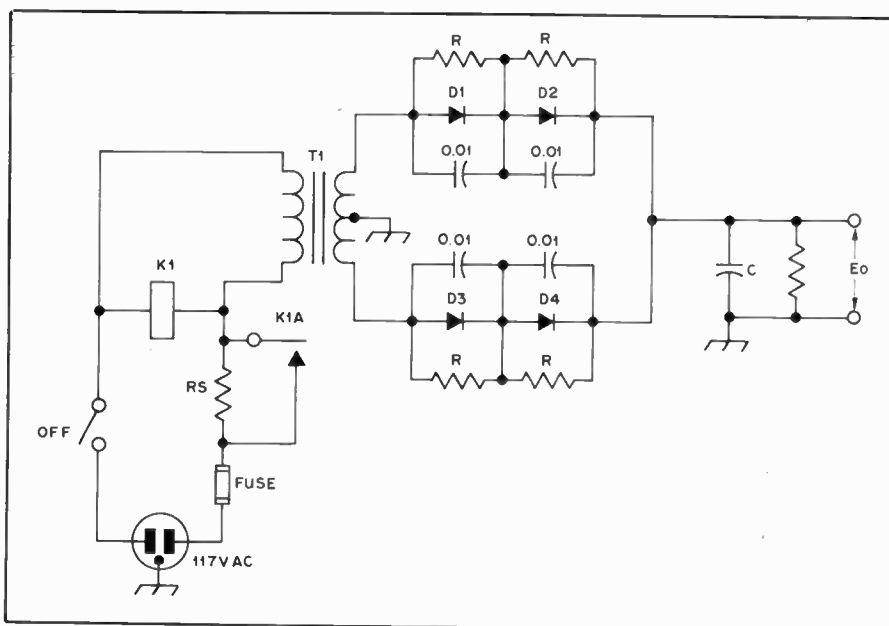 R R
D1 D2
0.01 0.01
T1
0.01 0.01
K1
D3 D4
C
Eo
K1A
R R
RS
OFF
FUSE
117VAC